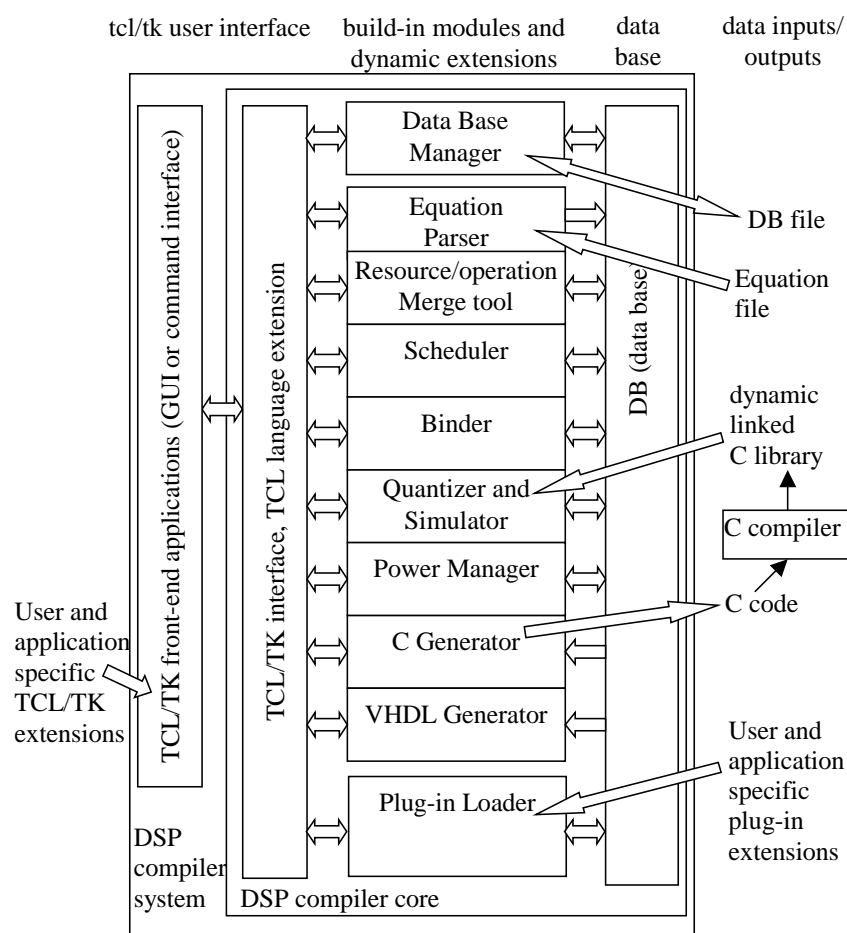 tcl/tk user interface
build-in modules and
dynamic extensions
data
base
data inputs/
outputs
TCL/TK front-end applications (GUI or command interface)
TCL/TK interface, TCL language extension
Data Base
Manager
Equation
Parser
Resource/operation
Merge tool
Scheduler
Binder
Quantizer and
Simulator
Power Manager
C Generator
VHDL Generator
Plug-in Loader
DB (data base)
DB file
Equation
file
dynamic
linked
C library
C compiler
C code
User and
application
specific
plug-in
extensions
User and
application
specific
TCL/TK
extensions
DSP
compiler
system
DSP compiler core